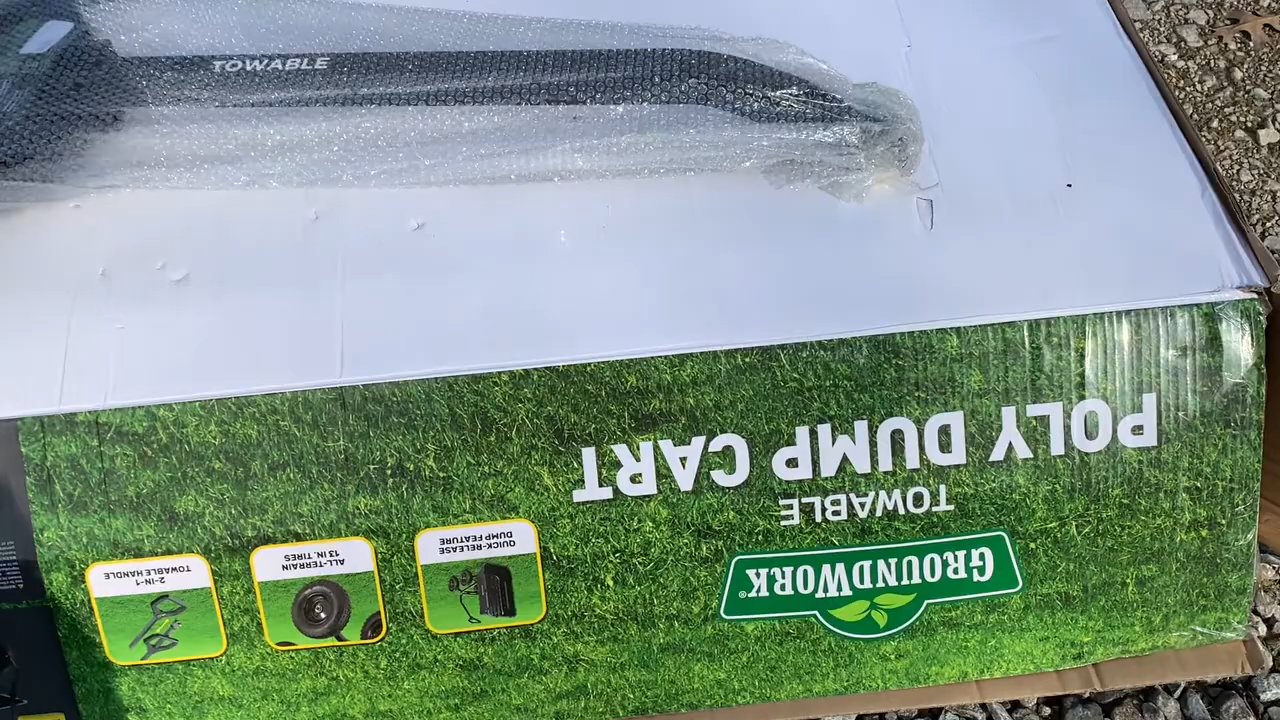 TOWABLE
GROUNDWORK®
TOWABLE
POLY DUMP CART
QUICK-RELEASE
DUMP FEATURE
ALL-TERRAIN
13 IN. TIRES
2-IN-1
TOWABLE HANDLE